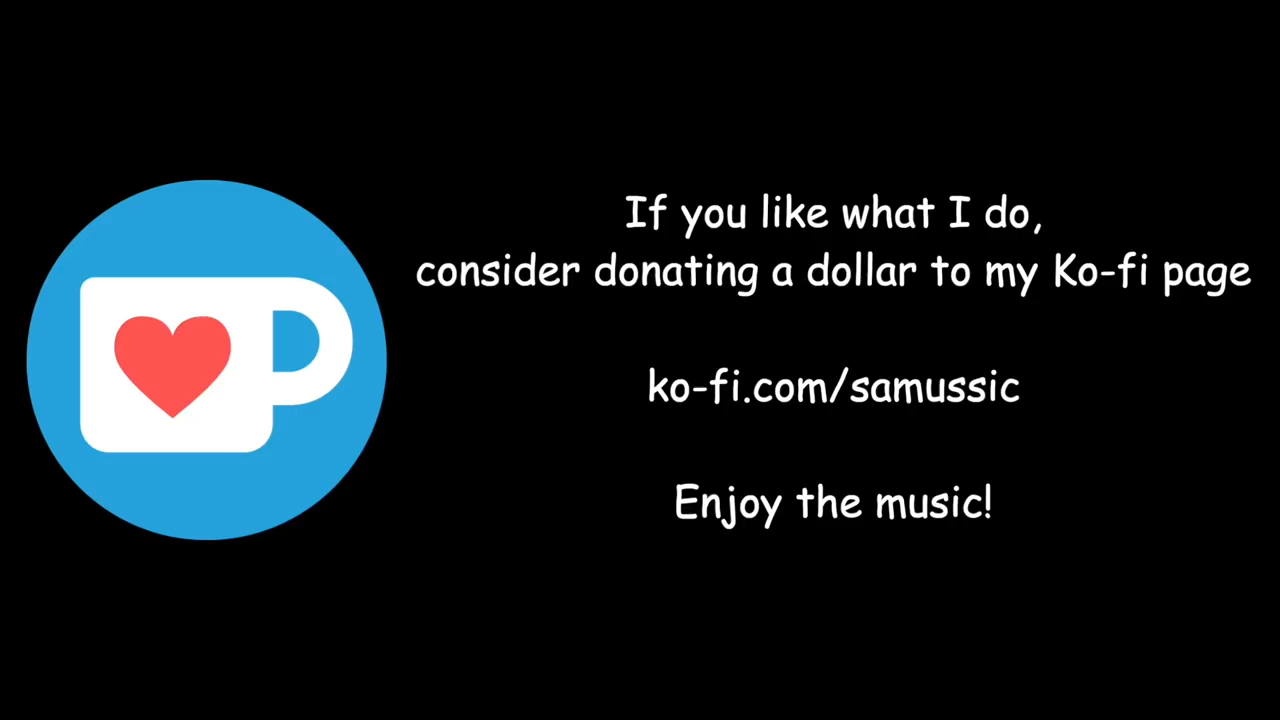 If you like what I do,
consider donating a dollar to my Ko-fi page
ko-fi.com/samussic
Enjoy the music!